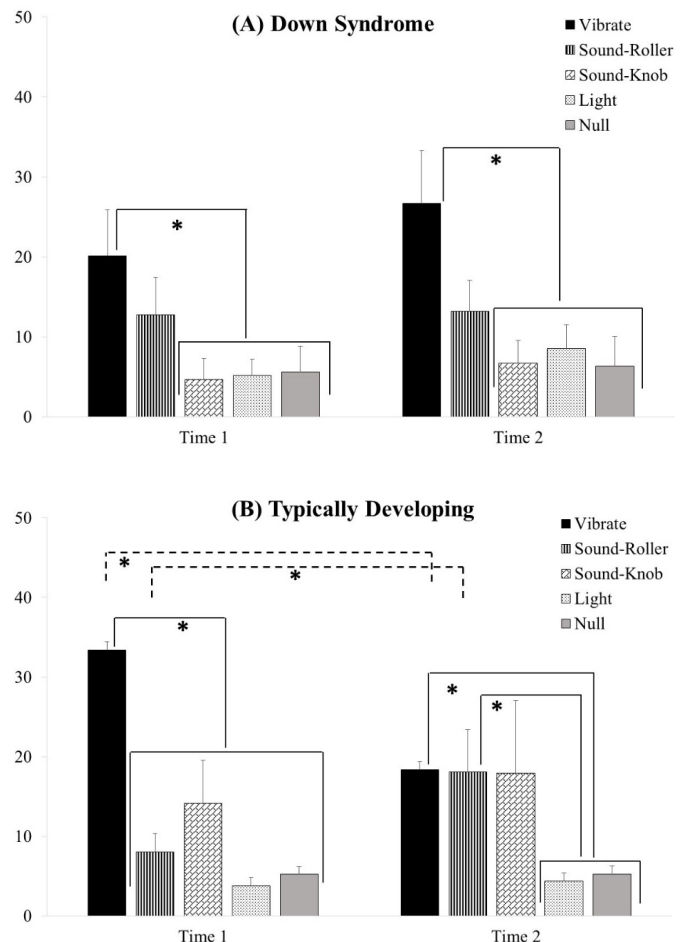 (A) Down Syndrome
50
40
30
20
10
0
Vibrate
Sound-Roller
Sound-Knob
Light
Null
*
*
Time 1
Time 2
(B) Typically Developing
50
40
30
20
10
0
Vibrate
Sound-Roller
Sound-Knob
Light
Null
*
*
*
*
*
Time 1
Time 2